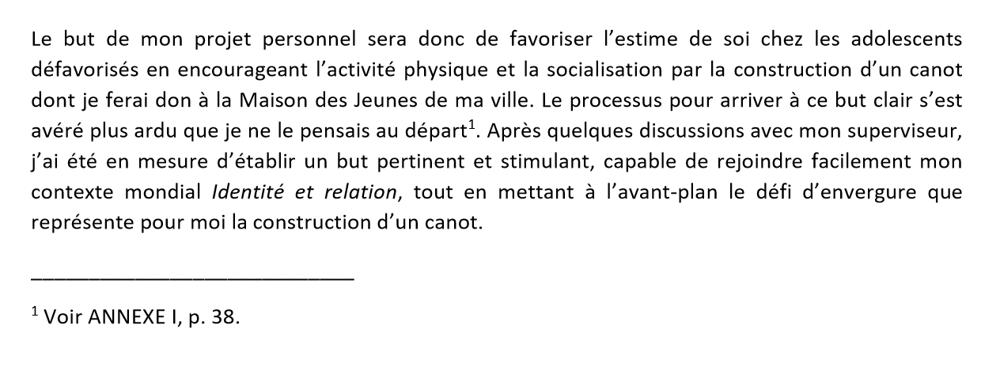 Le but de mon projet personnel sera donc de favoriser l’estime de soi chez les adolescents
défavorisés en encourageant l’activité physique et la socialisation par la construction d’un canot
dont je ferai don à la Maison des Jeunes de ma ville. Le processus pour arriver à ce but clair s’est
avéré plus ardu que je ne le pensais au départ¹. Après quelques discussions avec mon superviseur,
j’ai été en mesure d’établir un but pertinent et stimulant, capable de rejoindre facilement mon
contexte mondial Identité et relation, tout en mettant à l’avant-plan le défi d’envergure que
représente pour moi la construction d’un canot.
¹ Voir ANNEXE I, p. 38.